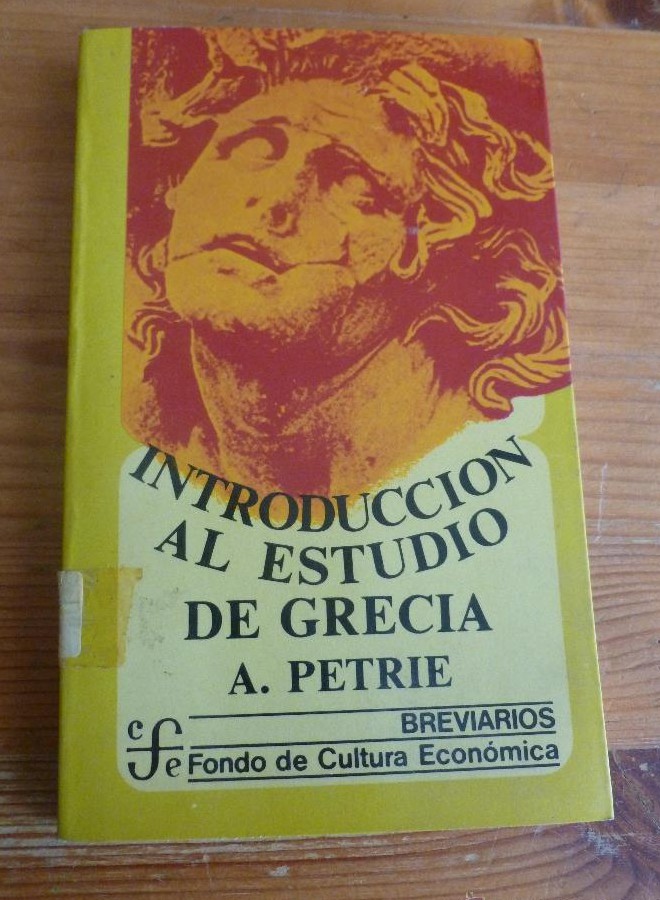 INTRODUCCION
AL ESTUDIO
DE GRECIA
A. PETRIE
BREVIARIOS
cfe
Fondo de Cultura Económica